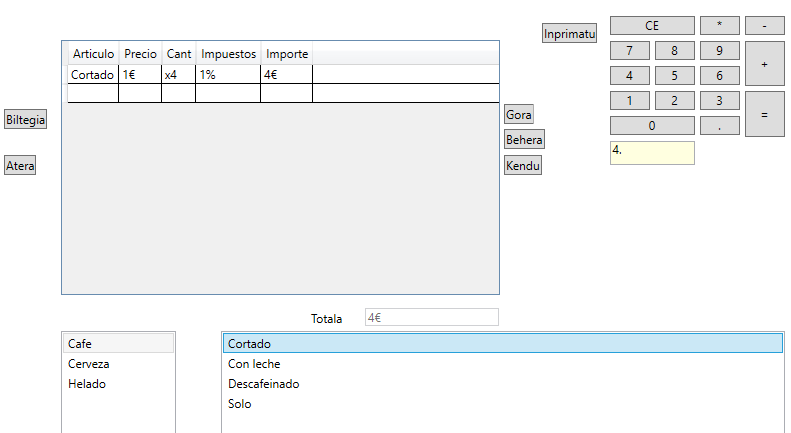 Inprimatu
CE * -
7 8 9 +
4 5 6
1 2 3 =
0 .
4.
Articulo Precio Cant Impuestos Importe
Cortado 1€ x4 1% 4€
Biltegia
Atera
Gora
Behera
Kendu
Totala 4€
Cafe
Cerveza
Helado
Cortado
Con leche
Descafeinado
Solo